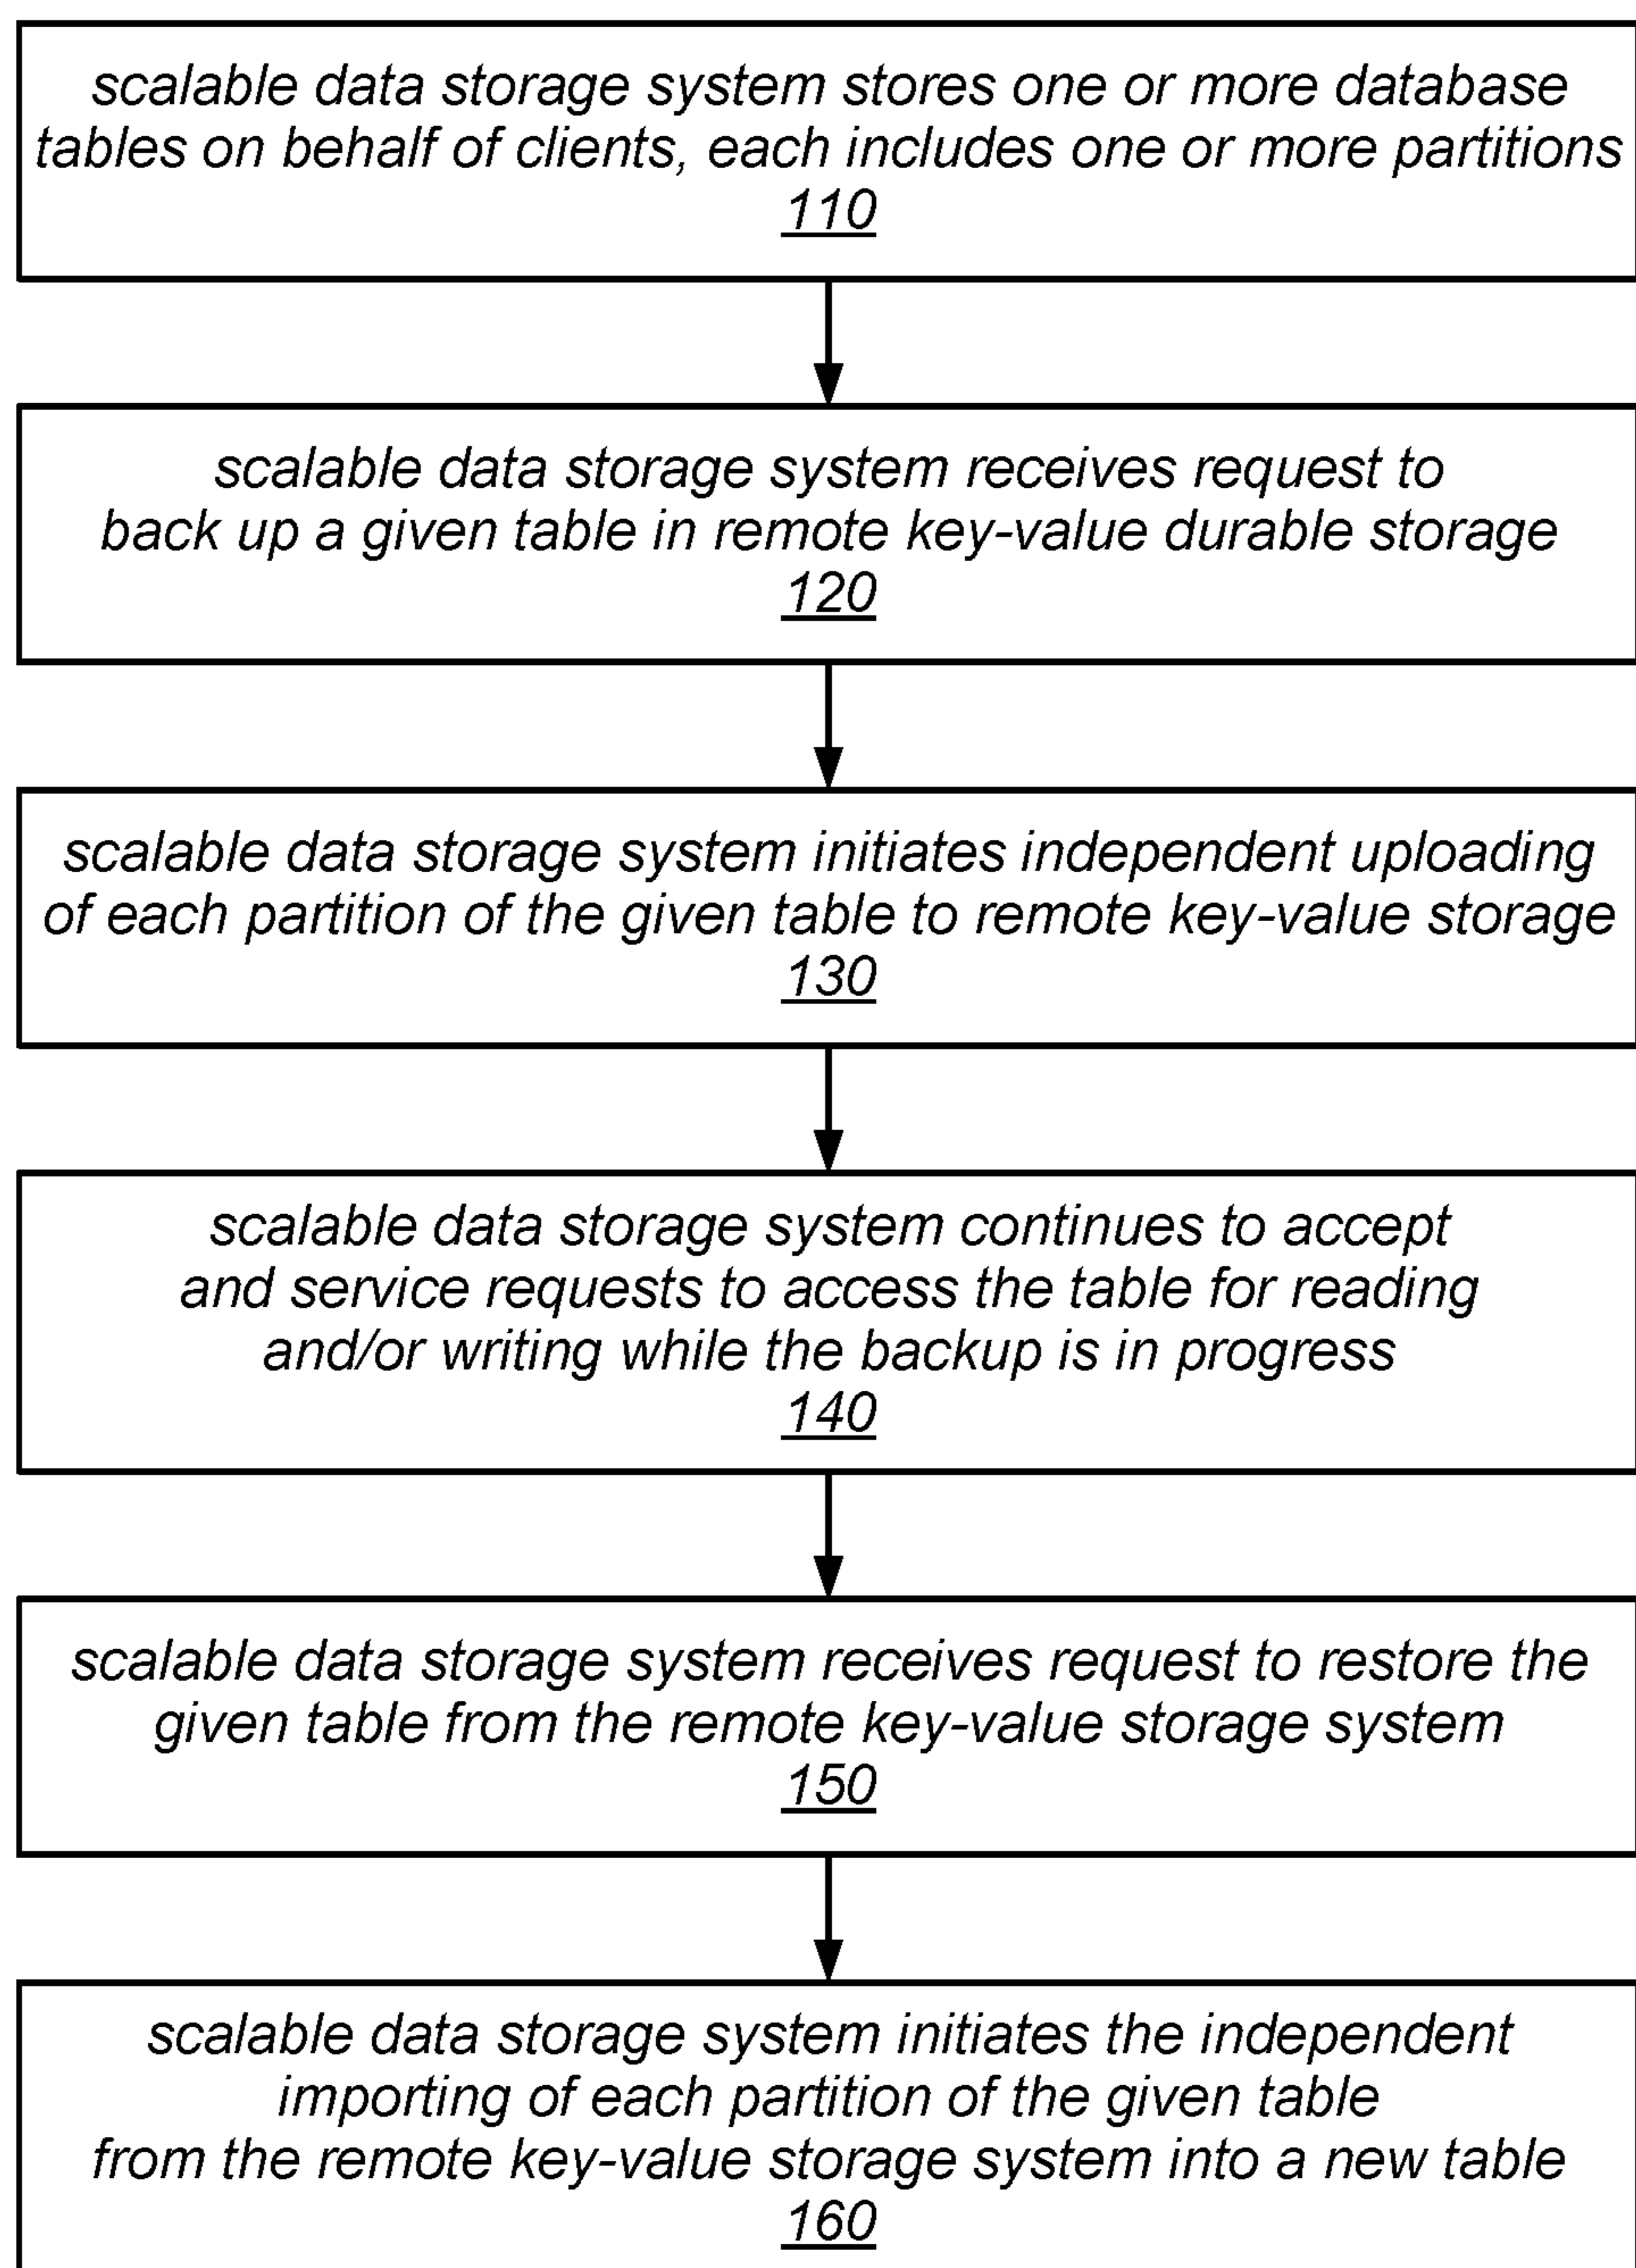 scalable data storage system stores one or more database
tables on behalf of clients, each includes one or more partitions
110
scalable data storage system receives request to
back up a given table in remote key-value durable storage
120
scalable data storage system initiates independent uploading
of each partition of the given table to remote key-value storage
130
scalable data storage system continues to accept
and service requests to access the table for reading
and/or writing while the backup is in progress
140
scalable data storage system receives request to restore the
given table from the remote key-value storage system
150
scalable data storage system initiates the independent
importing of each partition of the given table
from the remote key-value storage system into a new table
160